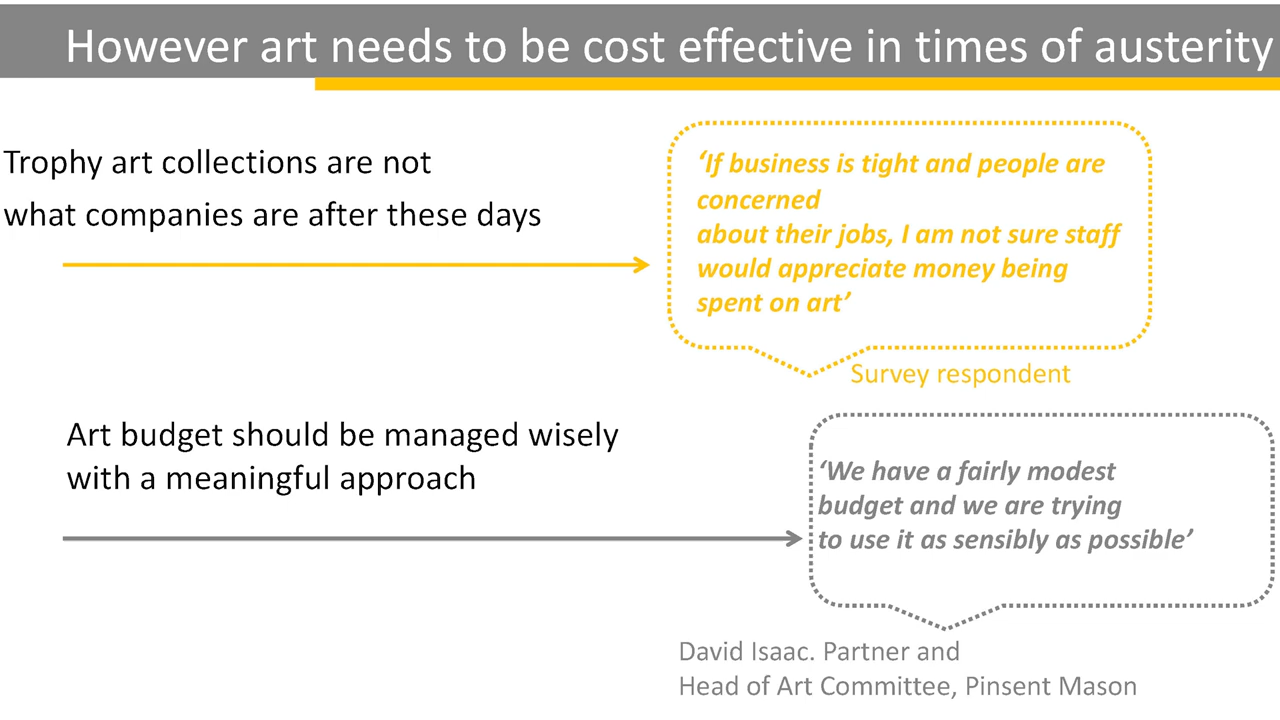 However art needs to be cost effective in times of austerity
Trophy art collections are not
what companies are after these days
‘If business is tight and people are
concerned
about their jobs, I am not sure staff
would appreciate money being
spent on art’
Survey respondent
Art budget should be managed wisely
with a meaningful approach
‘We have a fairly modest
budget and we are trying
to use it as sensibly as possible’
David Isaac. Partner and
Head of Art Committee, Pinsent Mason